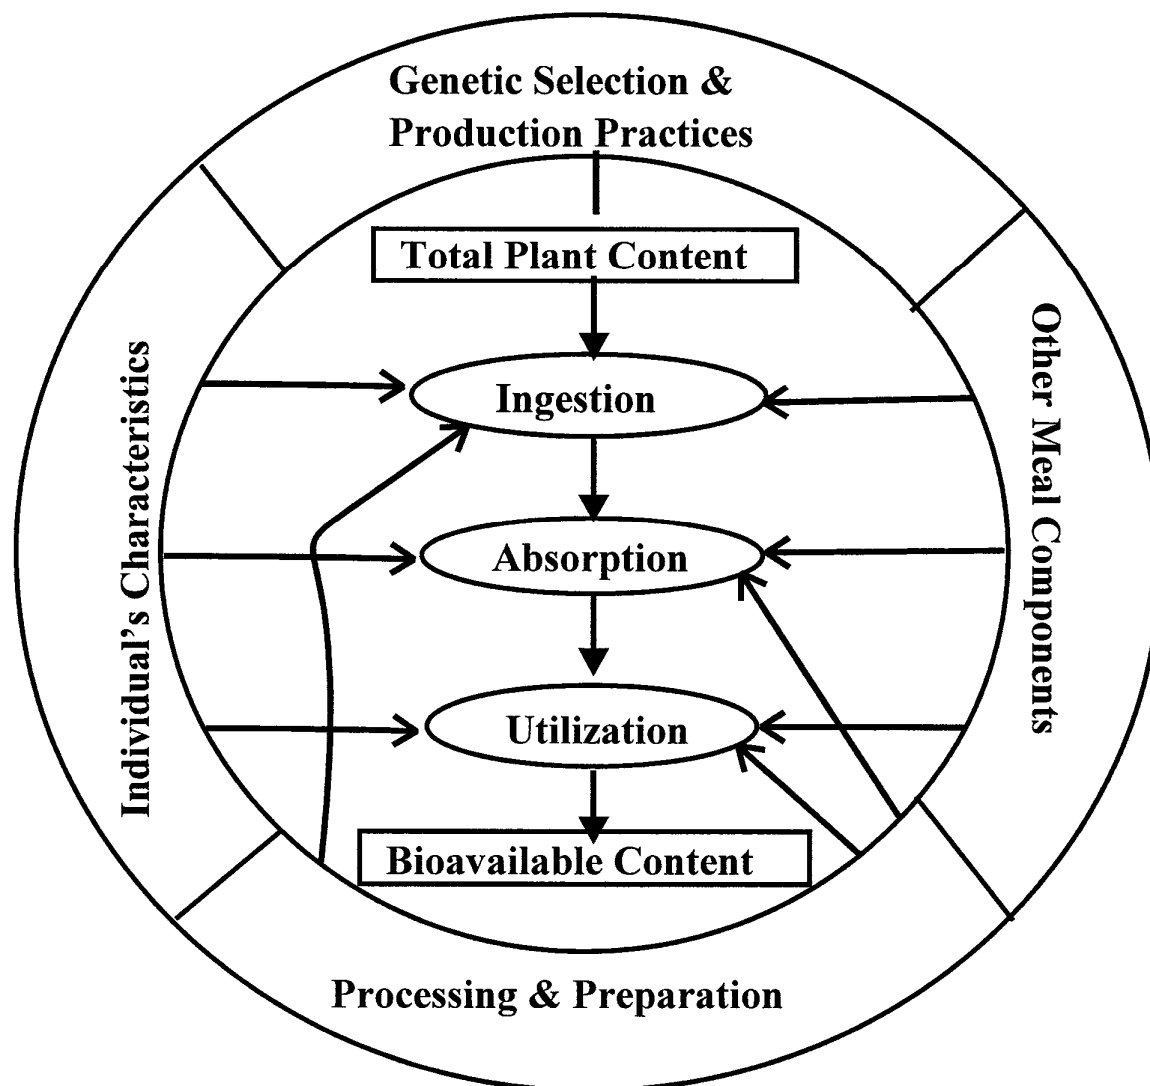 Genetic Selection &
Production Practices
Total Plant Content
Ingestion
Absorption
Utilization
Bioavailable Content
Individual's Characteristics
Other Meal Components
Processing & Preparation